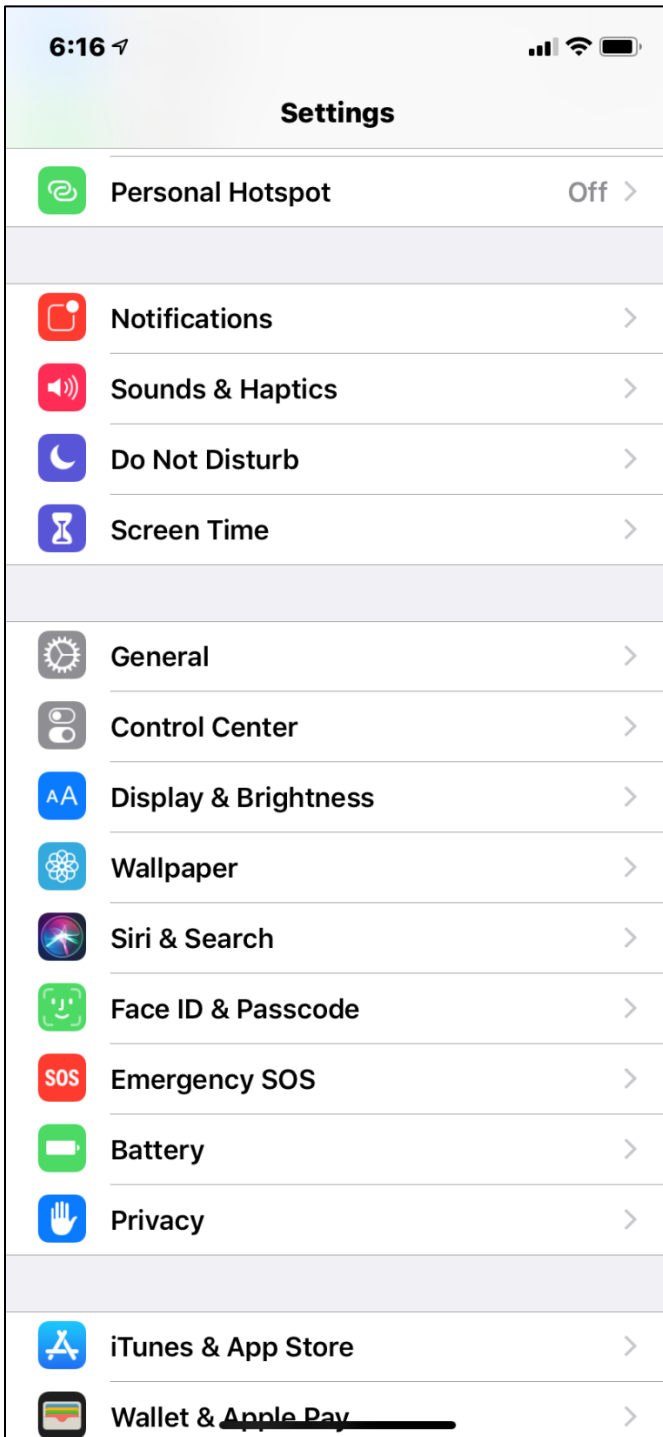 6:16
Settings
Personal Hotspot Off
Notifications
Sounds & Haptics
Do Not Disturb
Screen Time
General
Control Center
AA Display & Brightness
Wallpaper
Siri & Search
Face ID & Passcode
SOS Emergency SOS
Battery
Privacy
iTunes & App Store
Wallet & Apple Pay